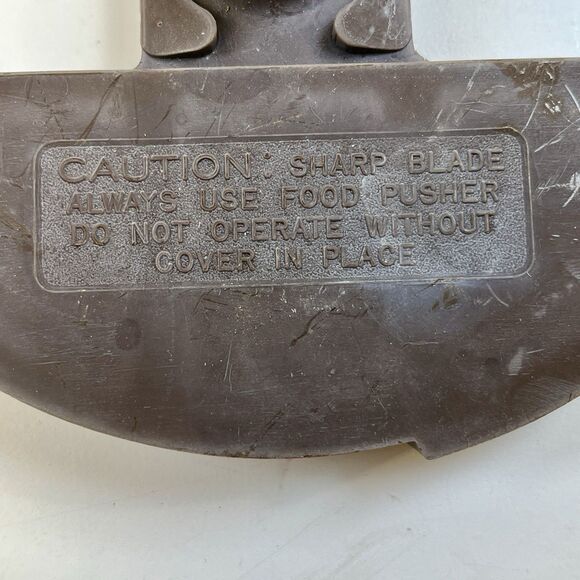 CAUTION: SHARP BLADE
ALWAYS USE FOOD PUSHER
DO NOT OPERATE WITHOUT
COVER IN PLACE